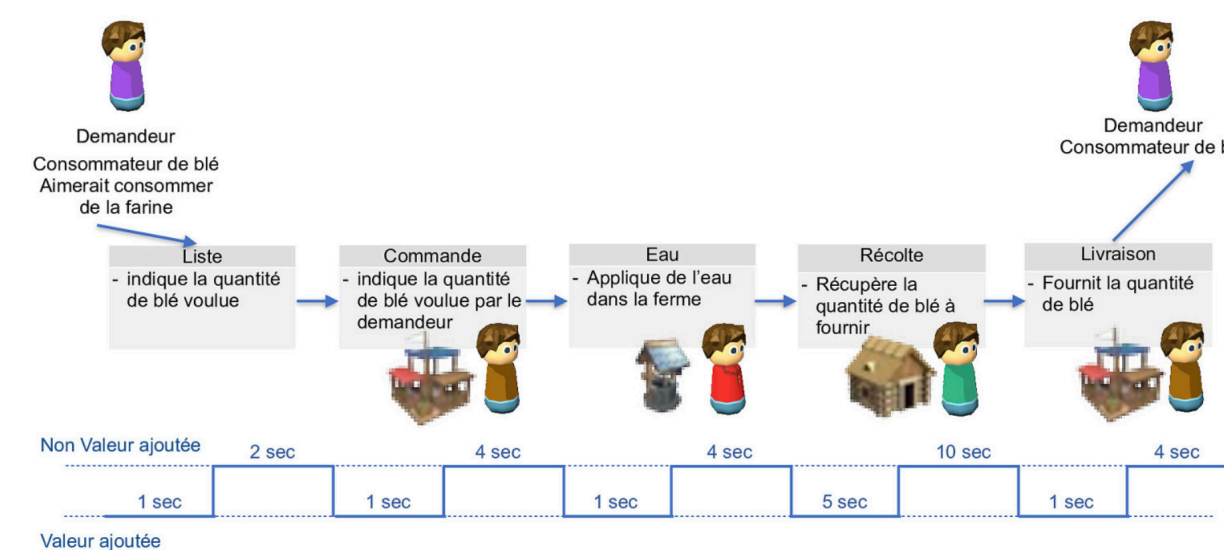 Demandeur
Consommateur de blé
Aimerait consommer
de la farine
Demandeur
Consommateur de
Liste
- indique la quantité
de blé voulue
Commande
- indique la quantité
de blé voulue par le
demandeur
Eau
- Applique de l'eau
dans la ferme
Récolte
- Récupère la
quantité de blé à
fournir
Livraison
- Fournit la quantité
de blé
Non Valeur ajoutée
2 sec
4 sec
4 sec
10 sec
4 sec
1 sec
1 sec
1 sec
5 sec
1 sec
Valeur ajoutée